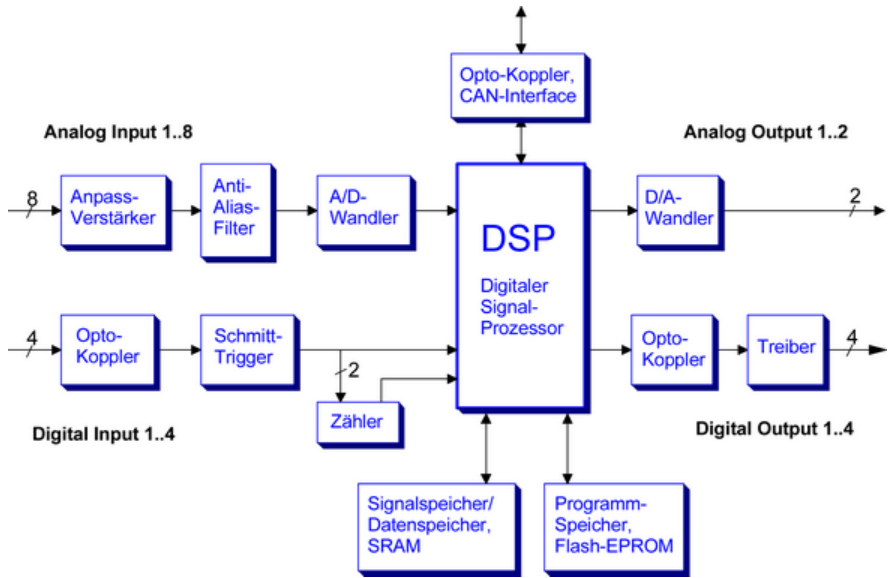 Opto-Koppler,
CAN-Interface
Analog Input 1..8
Analog Output 1..2
8
Anpass-
Verstärker
Anti-
Alias-
Filter
A/D-
Wandler
DSP
Digitaler
Signal-
Prozessor
D/A-
Wandler
2
4
Opto-
Koppler
Schmitt-
Trigger
2
Zähler
Opto-
Koppler
Treiber
4
Digital Input 1..4
Digital Output 1..4
Signalspeicher/
Datenspeicher,
SRAM
Programm-
Speicher,
Flash-EPROM